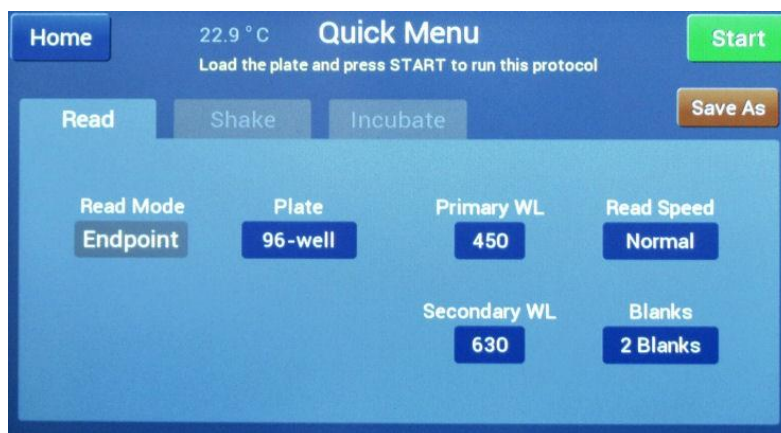 Home
22.9 °C
Quick Menu
Start
Load the plate and press START to run this protocol
Save As
Read
Shake
Incubate
Read Mode
Plate
Primary WL
Read Speed
Endpoint
96-well
450
Normal
Secondary WL
Blanks
630
2 Blanks